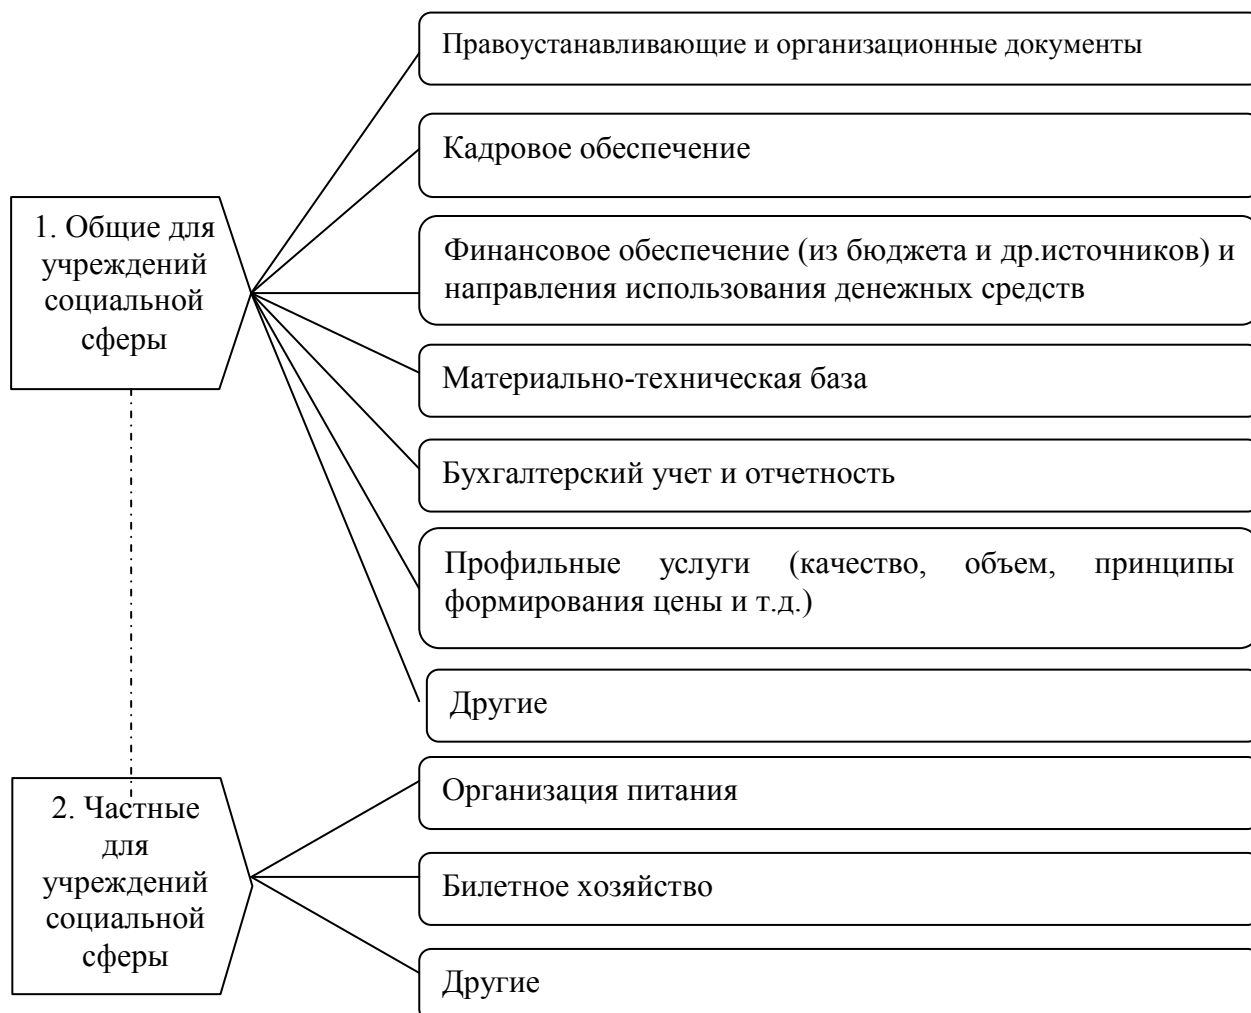 Правоустанавливающие и организационные документы
Кадровое обеспечение
1. Общие для
учреждений
социальной
сферы
Финансовое обеспечение (из бюджета и др.источников) и
направления использования денежных средств
Материально-техническая база
Бухгалтерский учет и отчетность
Профильные услуги (качество, объем, принципы
формирования цены и т.д.)
Другие
2. Частные
для
учреждений
социальной
сферы
Организация питания
Билетное хозяйство
Другие